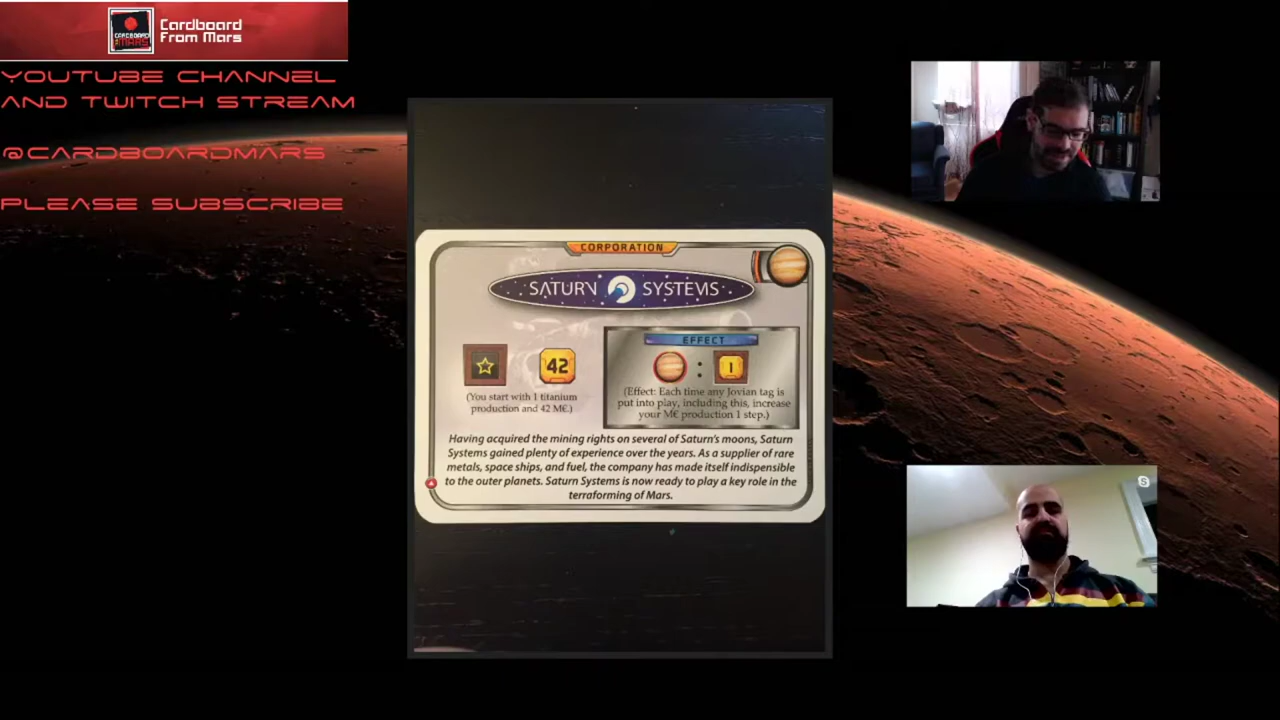 Cardboard
From Mars
CARDBOARD
MARS
YOUTUBE CHANNEL
AND TWITCH STREAM
@CARDBOARDMARS
PLEASE SUBSCRIBE
CORPORATION
SATURN SYSTEMS
EFFECT
42
: 1
(You start with 1 titanium
production and 42 M€.)
(Effect: Each time any Jovian tag is
put into play, including this, increase
your M€ production 1 step.)
Having acquired the mining rights on several of Saturn's moons, Saturn
Systems gained plenty of experience over the years. As a supplier of rare
metals, space ships, and fuel, the company has made itself indispensible
to the outer planets. Saturn Systems is now ready to play a key role in the
terraforming of Mars.
S